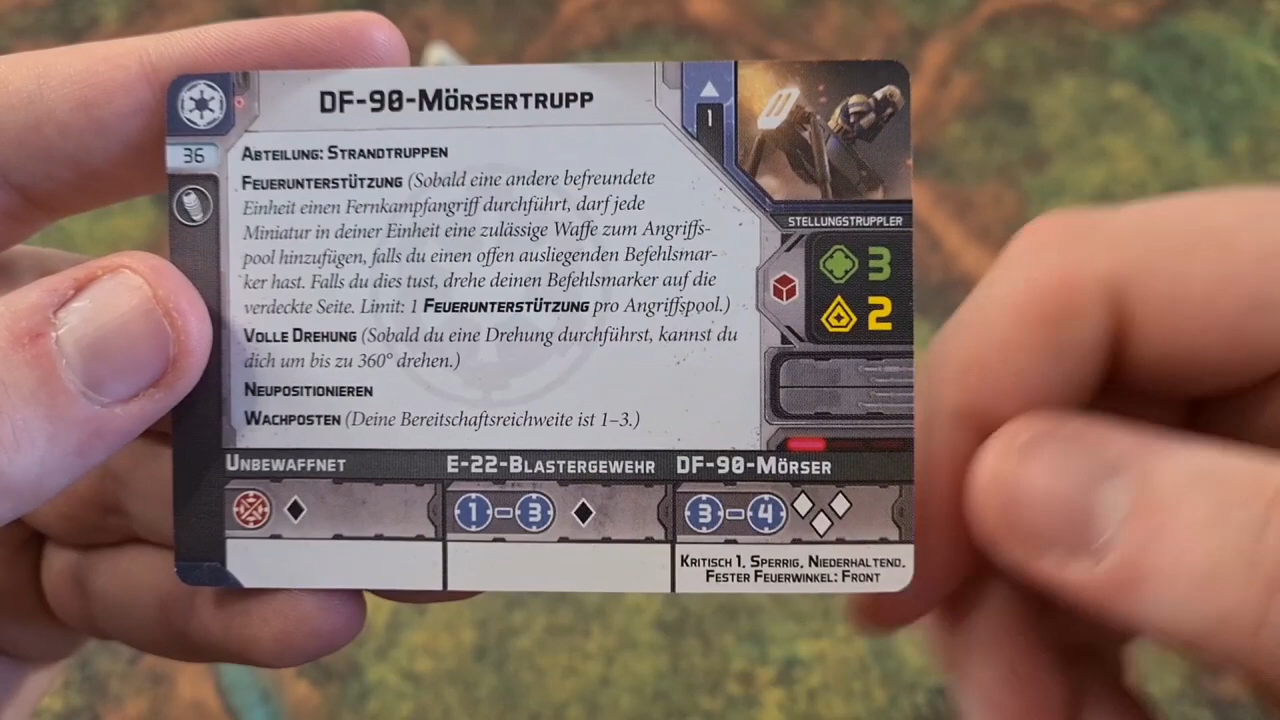 DF-90-Mörsertrupp
1
36
Abteilung: Strandtruppen
Feuerunterstützung (Sobald eine andere befreundete
Einheit einen Fernkampfangriff durchführt, darf jede
Miniatur in deiner Einheit eine zulässige Waffe zum Angriffs-
pool hinzufügen, falls du einen offen ausliegenden Befehlsmar-
ker hast. Falls du dies tust, drehe deinen Befehlsmarker auf die
verdeckte Seite. Limit: 1 Feuerunterstützung pro Angriffspool.)
Volle Drehung (Sobald du eine Drehung durchführst, kannst du
dich um bis zu 360° drehen.)
Neupositionieren
Wachposten (Deine Bereitschaftsreichweite ist 1–3.)
Stellungstruppler
3
2
Unbewaffnet
E-22-Blastergewehr
1-3
DF-90-Mörser
3-4
Kritisch 1, Sperrig, Niederhaltend,
Fester Feuerwinkel: Front